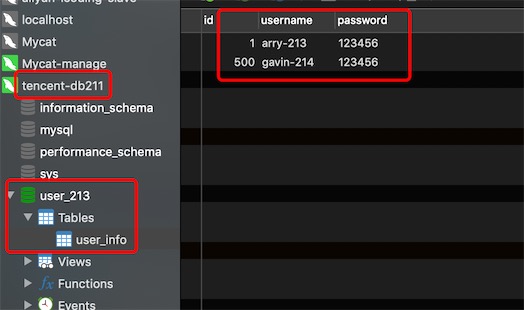 aliyun-loading-slave
localhost
Mycat
Mycat-manage
tencent-db211
information_schema
mysql
performance_schema
sys
user_213
Tables
user_info
Views
fx Functions
Events
id username password
1 arry-213 123456
500 gavin-214 123456